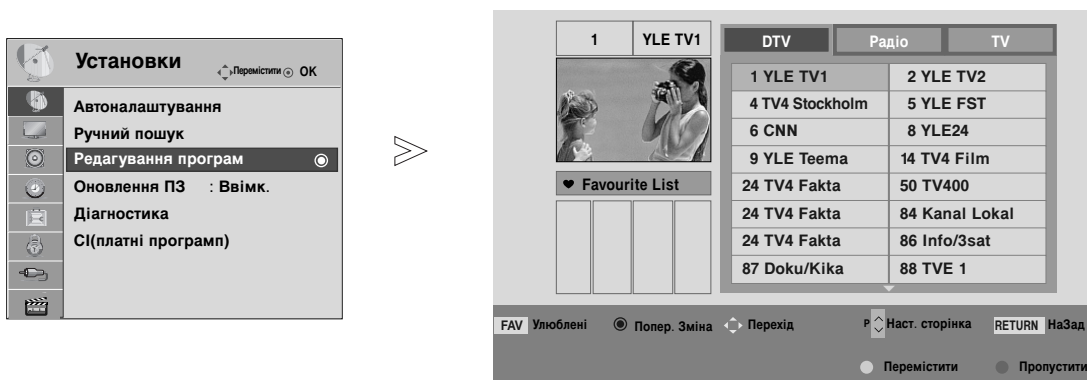 Установки Перемістити OK
Автоналаштування
Ручний пошук
Редагування програм
Оновлення ПЗ : Ввімк.
Діагностика
CI(платні програмп)
1 YLE TV1
Favourite List
DTV Радіо TV
1 YLE TV1 2 YLE TV2
4 TV4 Stockholm 5 YLE FST
6 CNN 8 YLE24
9 YLE Teema 14 TV4 Film
24 TV4 Fakta 50 TV400
24 TV4 Fakta 84 Kanal Lokal
24 TV4 Fakta 86 Info/3sat
87 Doku/Kika 88 TVE 1
FAV Улюблені Попер. Зміна Перехід P Наст. сторінка RETURN НаЗад
Перемістити Пропустити